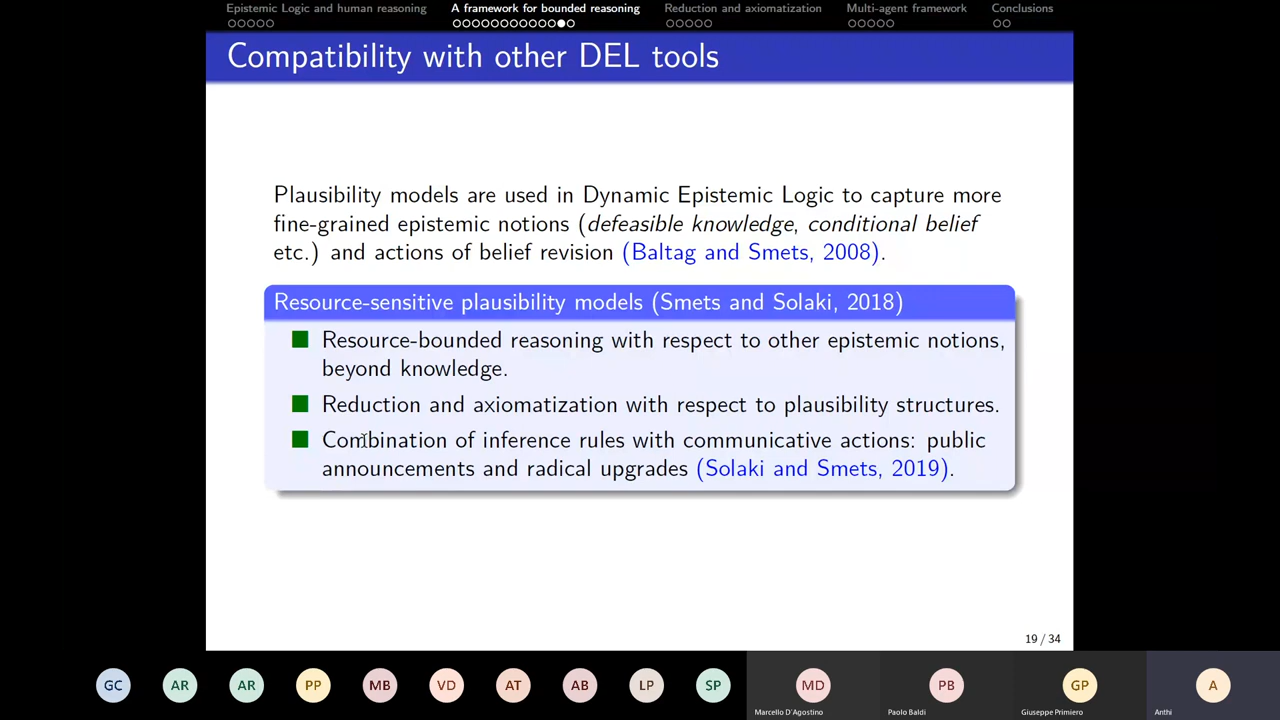 Epistemic Logic and human reasoning A framework for bounded reasoning Reduction and axiomatization Multi-agent framework Conclusions
Compatibility with other DEL tools
Plausibility models are used in Dynamic Epistemic Logic to capture more
fine-grained epistemic notions (defeasible knowledge, conditional belief
etc.) and actions of belief revision (Baltag and Smets, 2008).
Resource-sensitive plausibility models (Smets and Solaki, 2018)
Resource-bounded reasoning with respect to other epistemic notions,
beyond knowledge.
Reduction and axiomatization with respect to plausibility structures.
Combination of inference rules with communicative actions: public
announcements and radical upgrades (Solaki and Smets, 2019).
19 / 34
GC AR AR PP MB VD AT AB LP SP MD PB GP A
Marcello D'Agostino Paolo Baldi Giuseppe Primiero Anthi